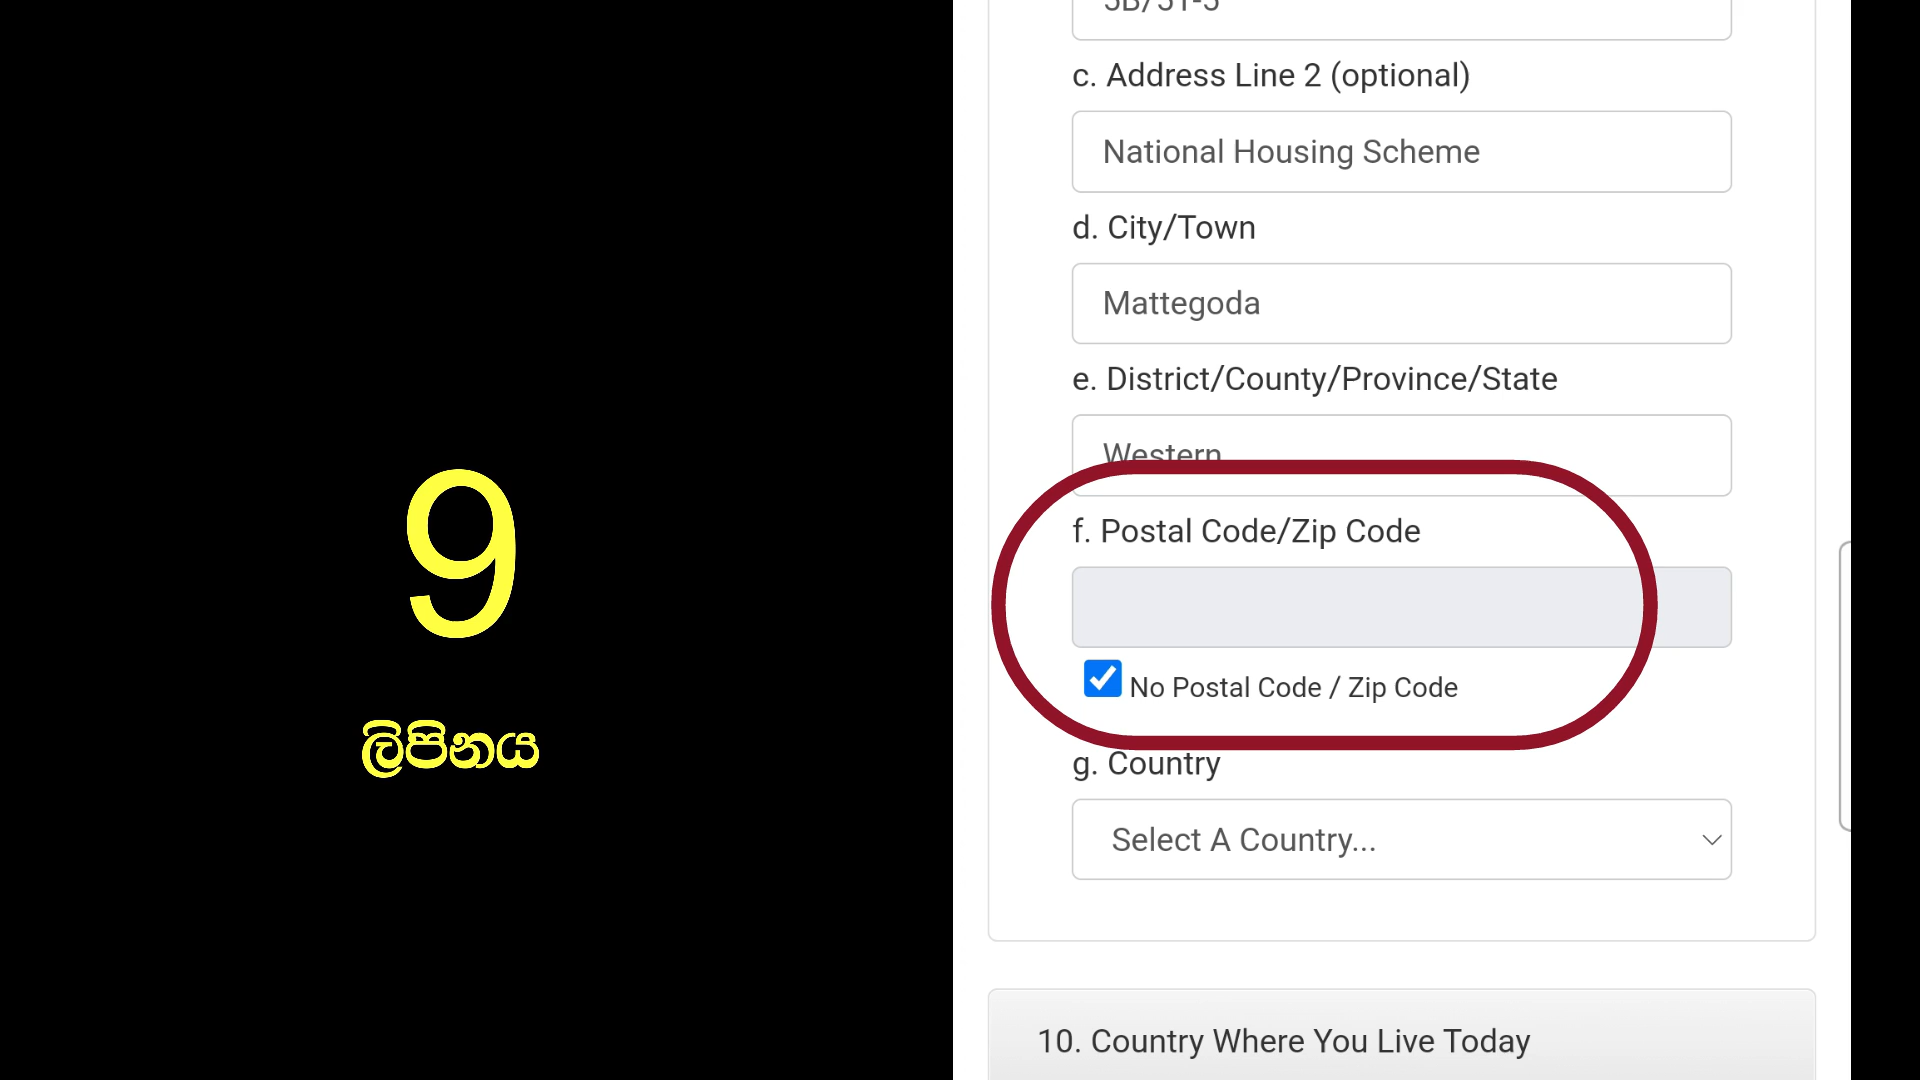 9
ලිපිනය
c. Address Line 2 (optional)
National Housing Scheme
d. City/Town
Mattegoda
e. District/County/Province/State
Western
f. Postal Code/Zip Code
No Postal Code / Zip Code
g. Country
Select A Country...
10. Country Where You Live Today